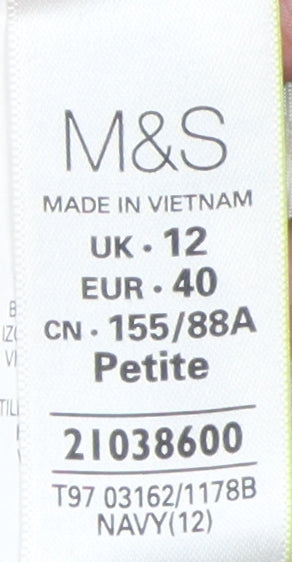 M&S
MADE IN VIETNAM
UK · 12
EUR · 40
CN · 155/88A
Petite
21038600
T97 03162/1178B
NAVY(12)